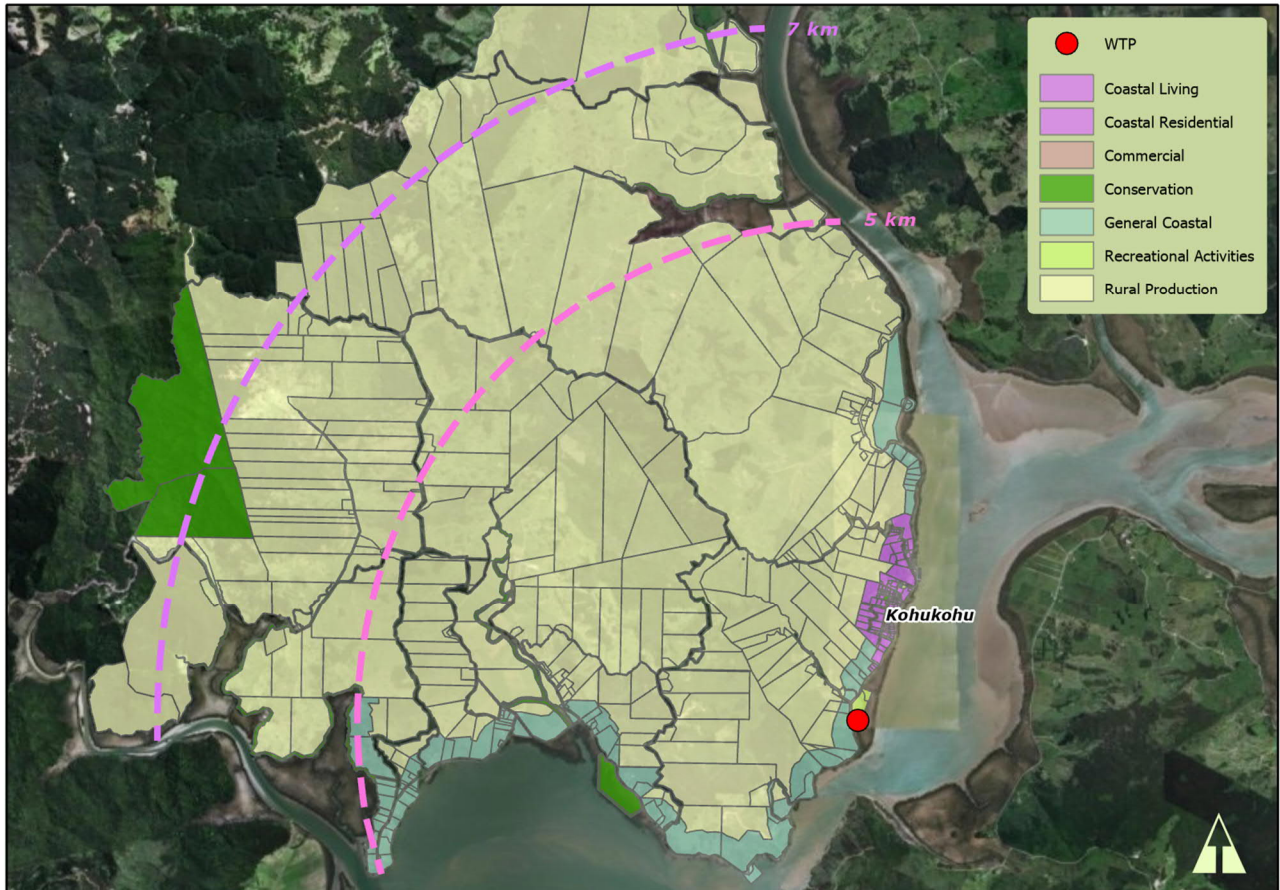 7 km
5 km
Kohukohu
WTP
Coastal Living
Coastal Residential
Commercial
Conservation
General Coastal
Recreational Activities
Rural Production